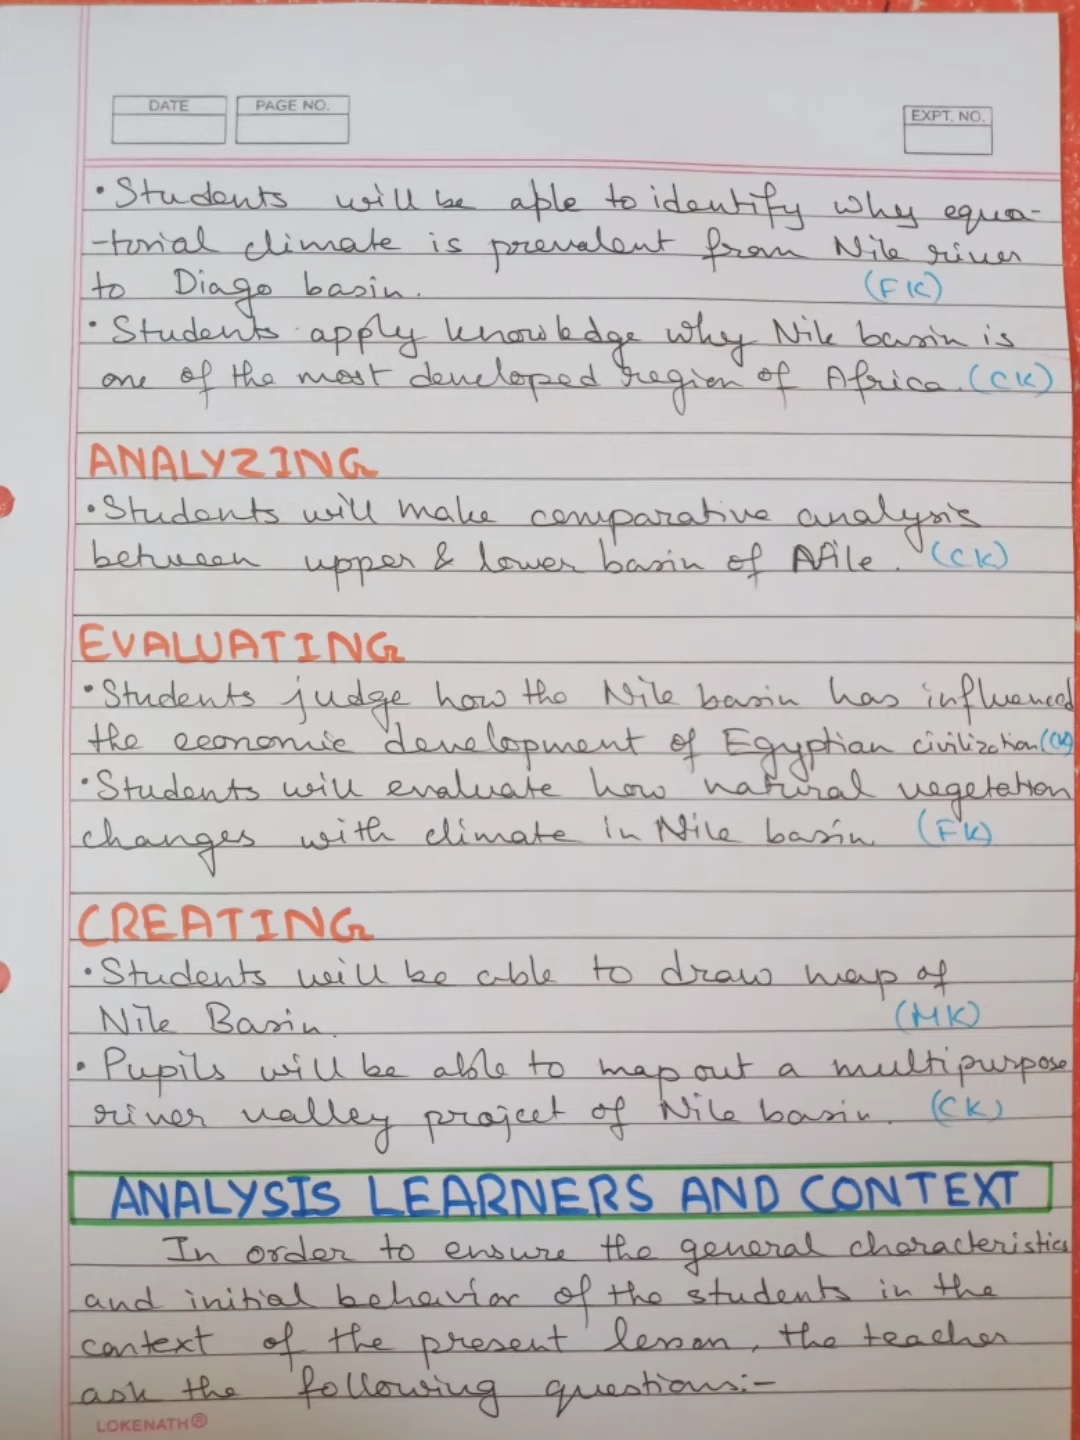 DATE
PAGE NO.
EXPT. NO.
• Students will be able to identify why equa-
-torial climate is prevalent from Nile river
to Diago basin. (FK)
• Students apply knowledge why Nile basin is
one of the most developed region of Africa. (CK)
ANALYZING
• Students will make comparative analysis
between upper & lower basin of Nile. (CK)
EVALUATING
• Students judge how the Nile basin has influenced
the economic development of Egyptian civilization (CK)
• Students will evaluate how natural vegetation
changes with climate in Nile basin. (FK)
CREATING
• Students will be able to draw map of
Nile Basin. (MK)
• Pupils will be able to map out a multipurpose
river valley project of Nile basin. (CK)
ANALYSIS LEARNERS AND CONTEXT
In order to ensure the general characteristics
and initial behavior of the students in the
context of the present lesson, the teacher
ask the following questions:-
LOKENATH®